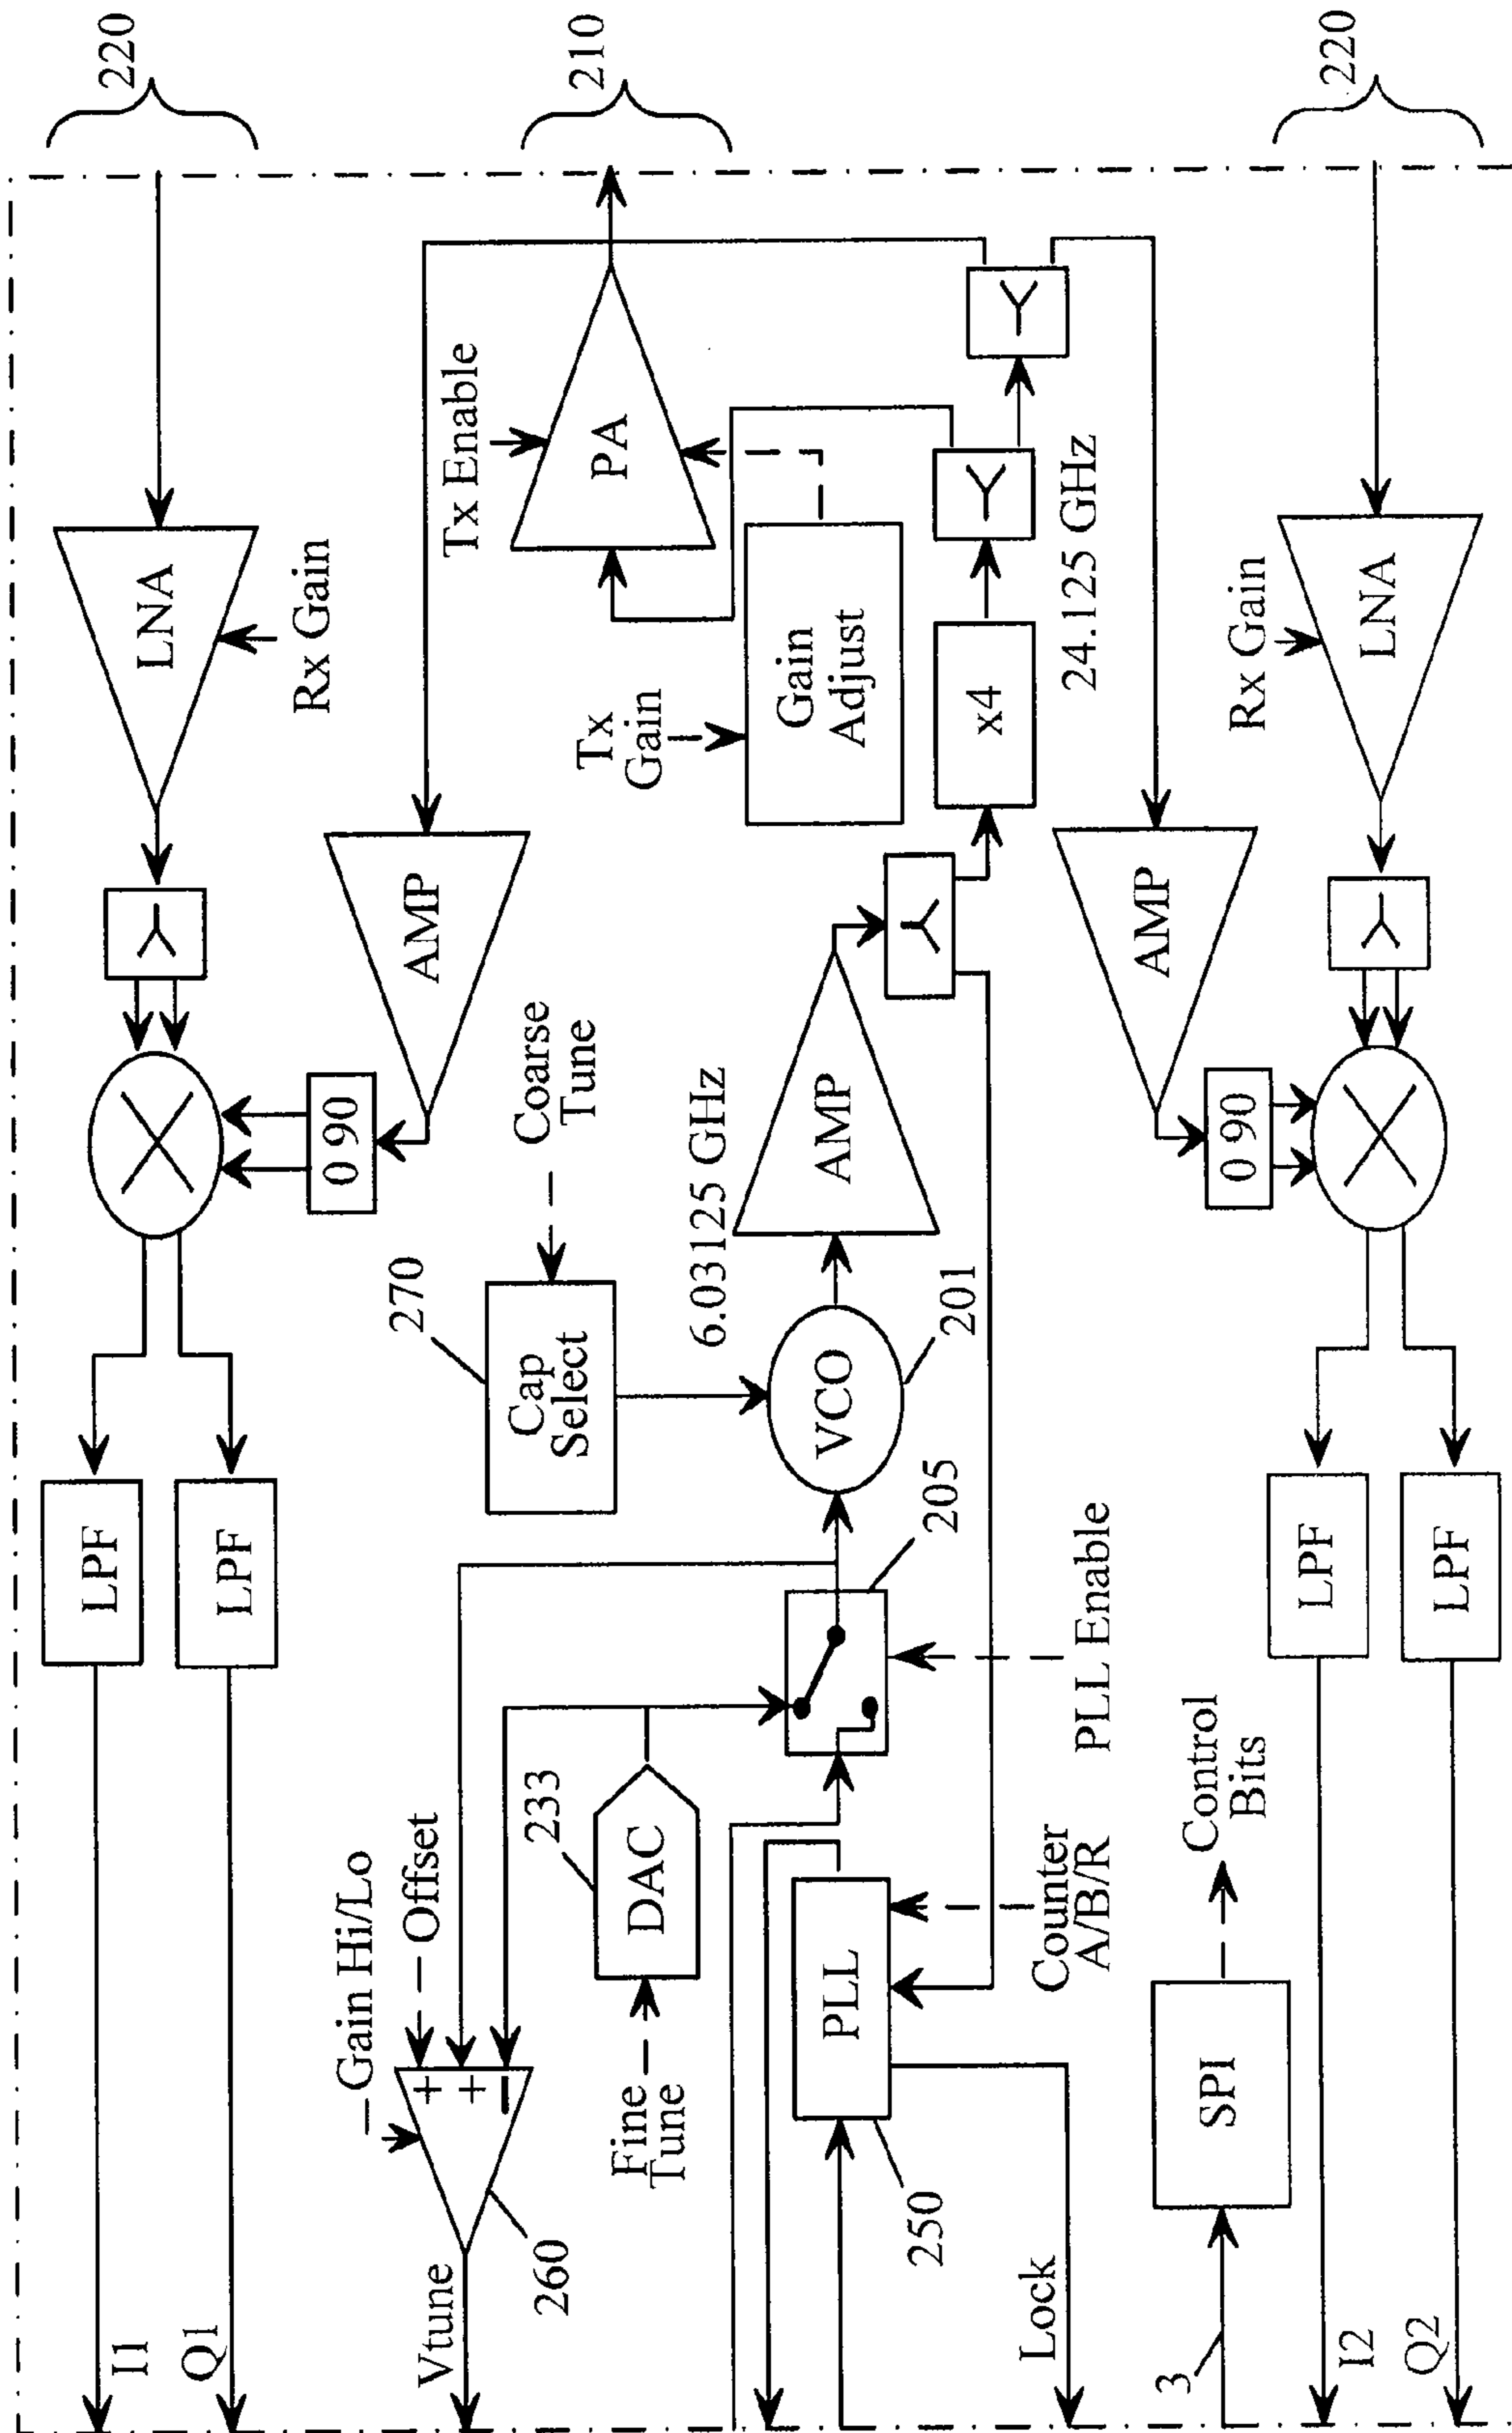 220
210
220
LNA
Rx Gain
Tx Enable
PA
AMP
Tx
Gain
Gain
Adjust
x4
24.125 GHz
Rx Gain
LNA
0 90
Coarse
Tune
AMP
6.03125 GHz
AMP
0 90
270
Cap
Select
VCO
201
LPF
LPF
205
PLL Enable
LPF
LPF
Gain Hi/Lo
Offset
+
+
−
260
Vtune
233
DAC
Fine
Tune
PLL
250
Counter
A/B/R
Lock
Control
Bits
SPI
3
I1
Q1
I2
Q2